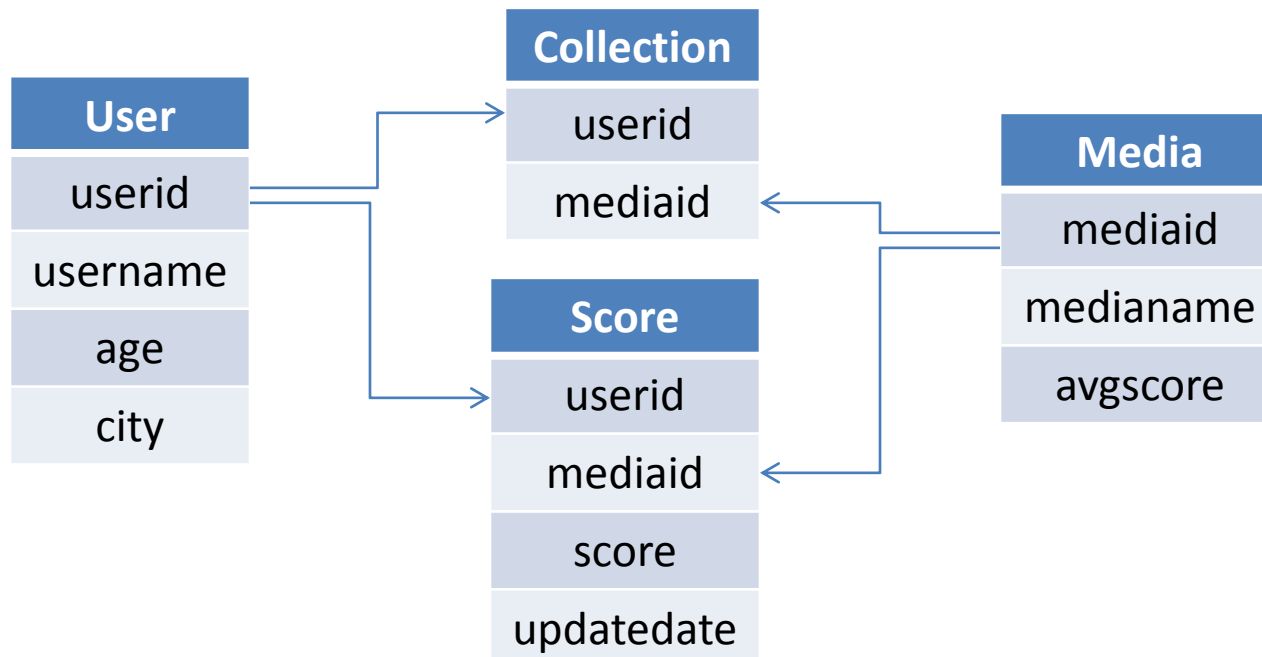 User
userid
username
age
city
Collection
userid
mediaid
Score
userid
mediaid
score
updatedate
Media
mediaid
medianame
avgscore